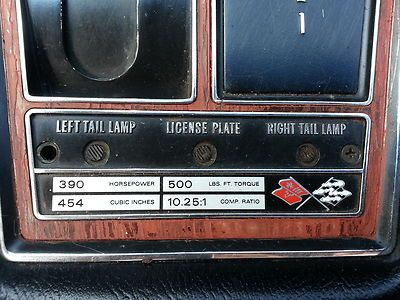 LEFT TAIL LAMP LICENSE PLATE RIGHT TAIL LAMP
390 HORSEPOWER 500 LBS. FT. TORQUE
454 CUBIC INCHES 10.25:1 COMP. RATIO